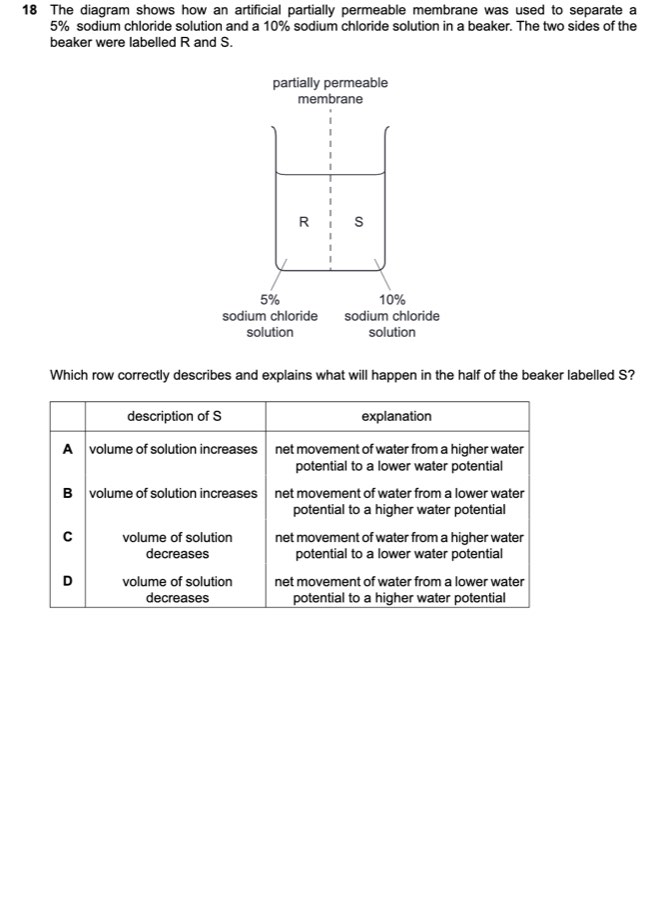 18 The diagram shows how an artificial partially permeable membrane was used to separate a
5% sodium chloride solution and a 10% sodium chloride solution in a beaker. The two sides of the
beaker were labelled R and S.
partially permeable
membrane
R S
5% 10%
sodium chloride sodium chloride
solution solution
Which row correctly describes and explains what will happen in the half of the beaker labelled S?
description of S explanation
A volume of solution increases net movement of water from a higher water
potential to a lower water potential
B volume of solution increases net movement of water from a lower water
potential to a higher water potential
C volume of solution net movement of water from a higher water
decreases potential to a lower water potential
D volume of solution net movement of water from a lower water
decreases potential to a higher water potential